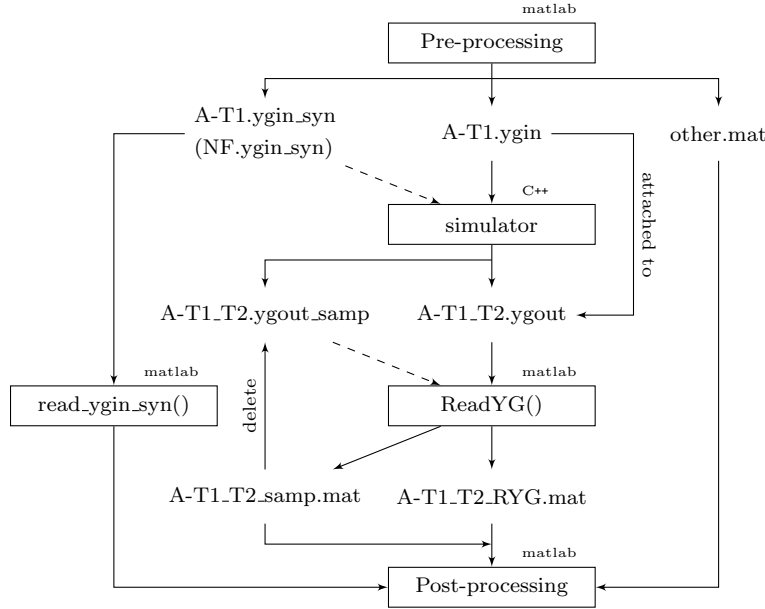 matlab
Pre-processing
A-T1.ygin_syn
(NF.ygin_syn)
A-T1.ygin
other.mat
C++
simulator
attached to
A-T1_T2.ygout_samp
A-T1_T2.ygout
matlab
read_ygin_syn()
delete
matlab
ReadYG()
A-T1_T2_samp.mat
A-T1_T2_RYG.mat
matlab
Post-processing